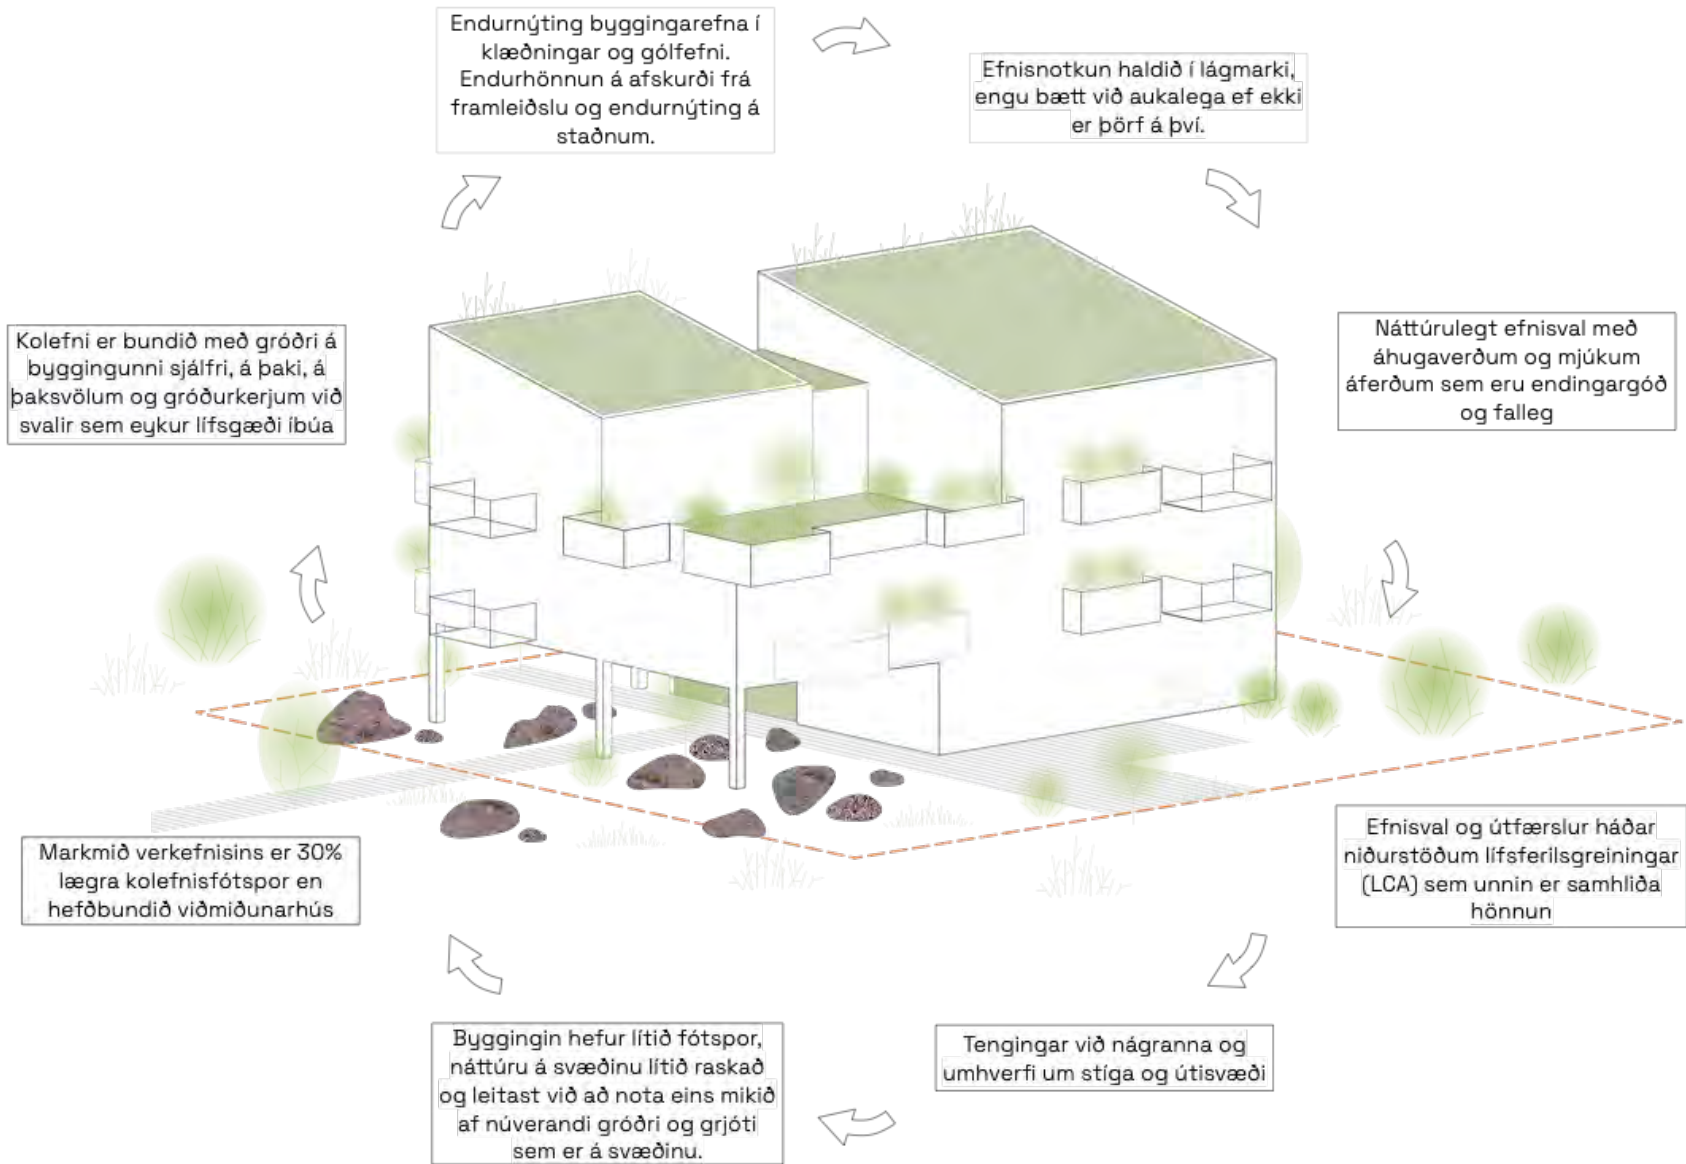 Endurnýting byggingarefna í
klæðningar og gólfefni.
Endurhönnun á afskurði frá
framleiðslu og endurnýting á
staðnum.
Efnisnotkun haldið í lágmarki,
engu bætt við aukalega ef ekki
er þörf á því.
Náttúrulegt efnisval með
áhugaverðum og mjúkum
áferðum sem eru endingargóð
og falleg
Efnisval og útfærslur háðar
niðurstöðum lífsferilsgreiningar
(LCA) sem unnin er samhliða
hönnun
Tengingar við nágranna og
umhverfi um stíga og útisvæði
Byggingin hefur lítið fótspor,
náttúru á svæðinu lítið raskað
og leitast við að nota eins mikið
af núverandi gróðri og grjóti
sem er á svæðinu.
Markmið verkefnisins er 30%
lægra kolefnisfótspor en
hefðbundið viðmiðunarhús
Kolefni er bundið með gróðri á
byggingunni sjálfri, á þaki, á
þaksvölum og gróðurkerjum við
svalir sem eykur lífsgæði íbúa